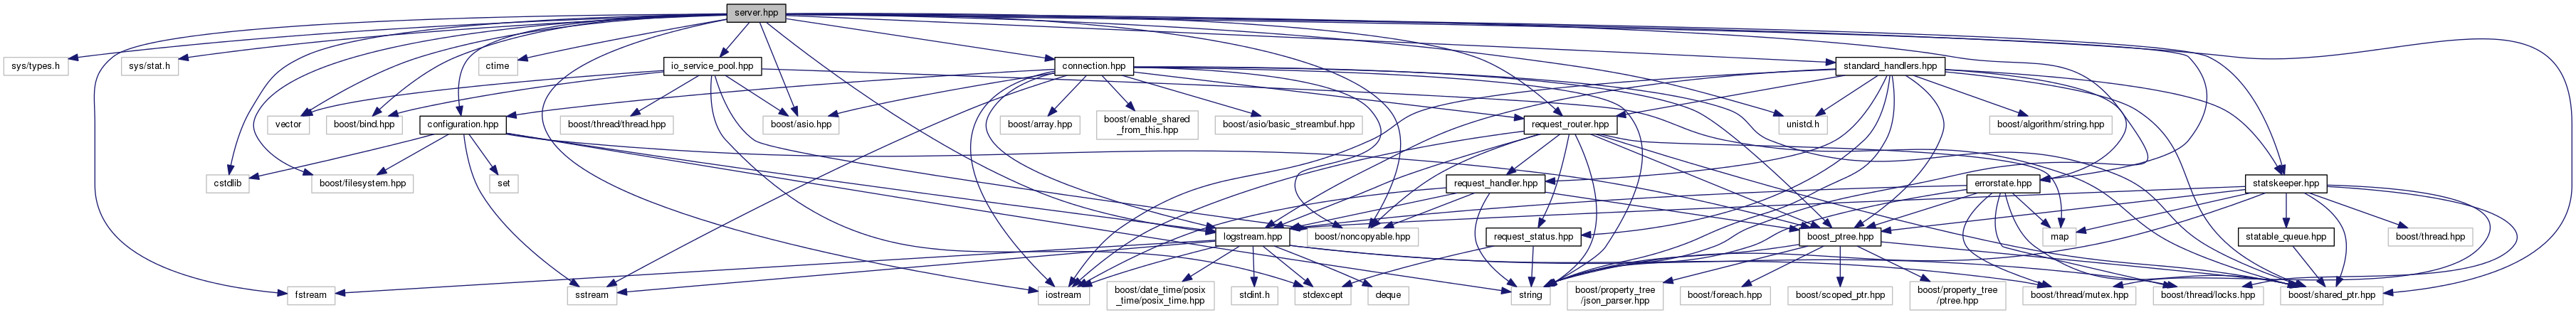 server.hpp
sys/types.h
sys/stat.h
ctime
io_service_pool.hpp
connection.hpp
standard_handlers.hpp
vector
boost/bind.hpp
configuration.hpp
boost/thread/thread.hpp
boost/asio.hpp
boost/array.hpp
boost/enable_shared
_from_this.hpp
boost/asio/basic_streambuf.hpp
request_router.hpp
unistd.h
boost/algorithm/string.hpp
cstdlib
boost/filesystem.hpp
set
request_handler.hpp
errorstate.hpp
statskeeper.hpp
logstream.hpp
boost/noncopyable.hpp
request_status.hpp
boost_ptree.hpp
map
statable_queue.hpp
boost/thread.hpp
fstream
sstream
iostream
boost/date_time/posix
_time/posix_time.hpp
stdint.h
stdexcept
deque
string
boost/property_tree
/json_parser.hpp
boost/foreach.hpp
boost/scoped_ptr.hpp
boost/property_tree
/ptree.hpp
boost/thread/mutex.hpp
boost/thread/locks.hpp
boost/shared_ptr.hpp